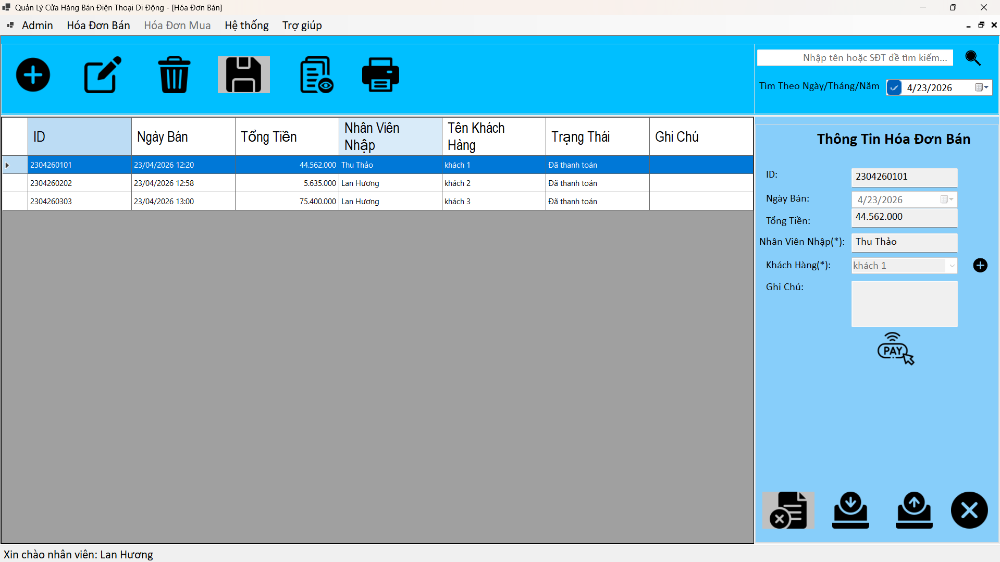 Quản Lý Cửa Hàng Bán Điện Thoại Di Động - [Hóa Đơn Bán]
Admin Hóa Đơn Bán Hóa Đơn Mua Hệ thống Trợ giúp
Nhập tên hoặc SĐT đề tìm kiếm...
Tìm Theo Ngày/Tháng/Năm 4/23/2026
ID Ngày Bán Tổng Tiền Nhân Viên Nhập Tên Khách Hàng Trạng Thái Ghi Chú
2304260101 23/04/2026 12:20 44.562.000 Thu Thảo khách 1 Đã thanh toán
2304260202 23/04/2026 12:58 5.635.000 Lan Hương khách 2 Đã thanh toán
2304260303 23/04/2026 13:00 75.400.000 Lan Hương khách 3 Đã thanh toán
Thông Tin Hóa Đơn Bán
ID: 2304260101
Ngày Bán: 4/23/2026
Tổng Tiền: 44.562.000
Nhân Viên Nhập(*): Thu Thảo
Khách Hàng(*): khách 1
Ghi Chú:
PAY
Xin chào nhân viên: Lan Hương